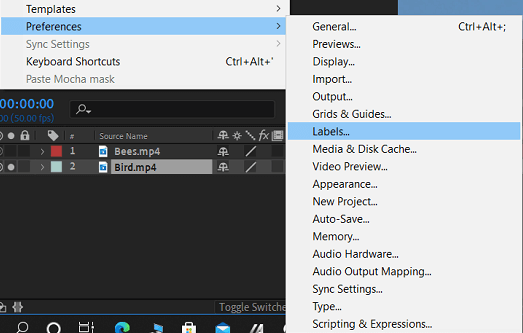 Templates
Preferences
Sync Settings
Keyboard Shortcuts Ctrl+Alt+'
Paste Mocha mask
General... Ctrl+Alt+;
Previews...
Display...
Import...
Output...
Grids & Guides...
Labels...
Media & Disk Cache...
Video Preview...
Appearance...
New Project...
Auto-Save...
Memory...
Audio Hardware...
Audio Output Mapping...
Sync Settings...
Type...
Scripting & Expressions...
:00:00:00
00 (50.00 fps)
# Source Name fx
1 Bees.mp4
2 Bird.mp4
Toggle Switche